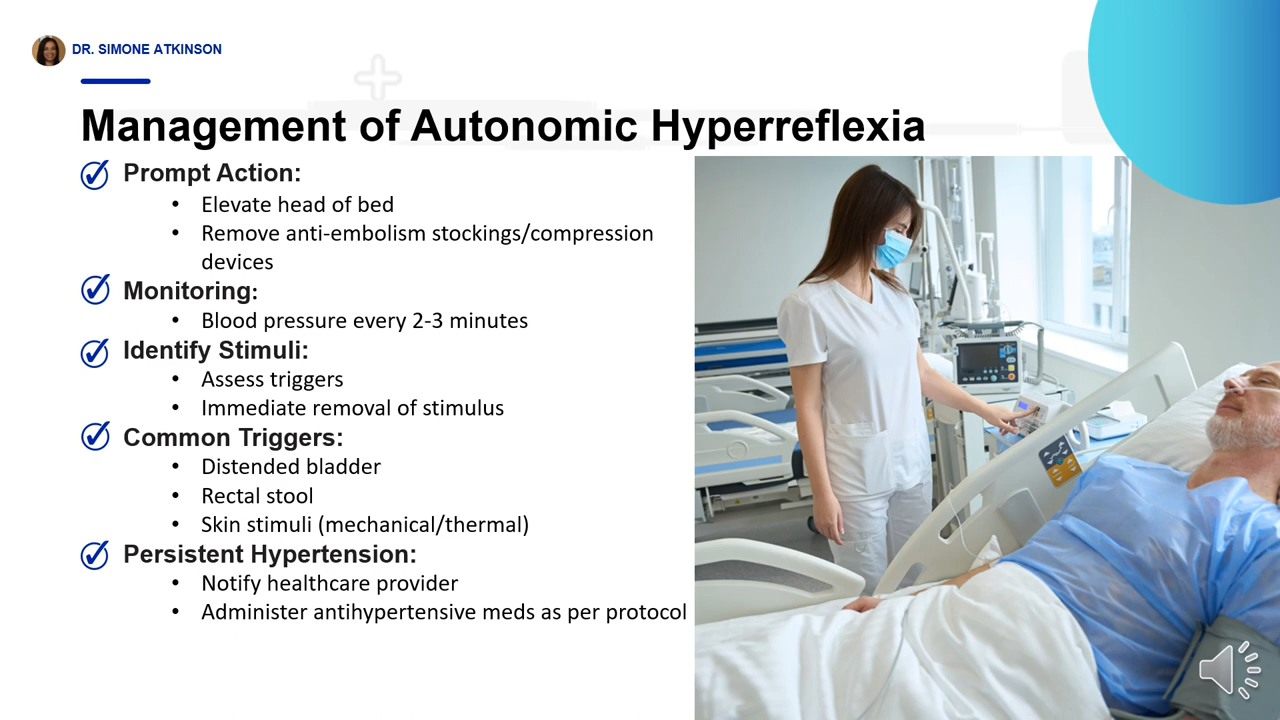 DR. SIMONE ATKINSON
Management of Autonomic Hyperreflexia
Prompt Action:
• Elevate head of bed
• Remove anti-embolism stockings/compression
devices
Monitoring:
• Blood pressure every 2-3 minutes
Identify Stimuli:
• Assess triggers
• Immediate removal of stimulus
Common Triggers:
• Distended bladder
• Rectal stool
• Skin stimuli (mechanical/thermal)
Persistent Hypertension:
• Notify healthcare provider
• Administer antihypertensive meds as per protocol